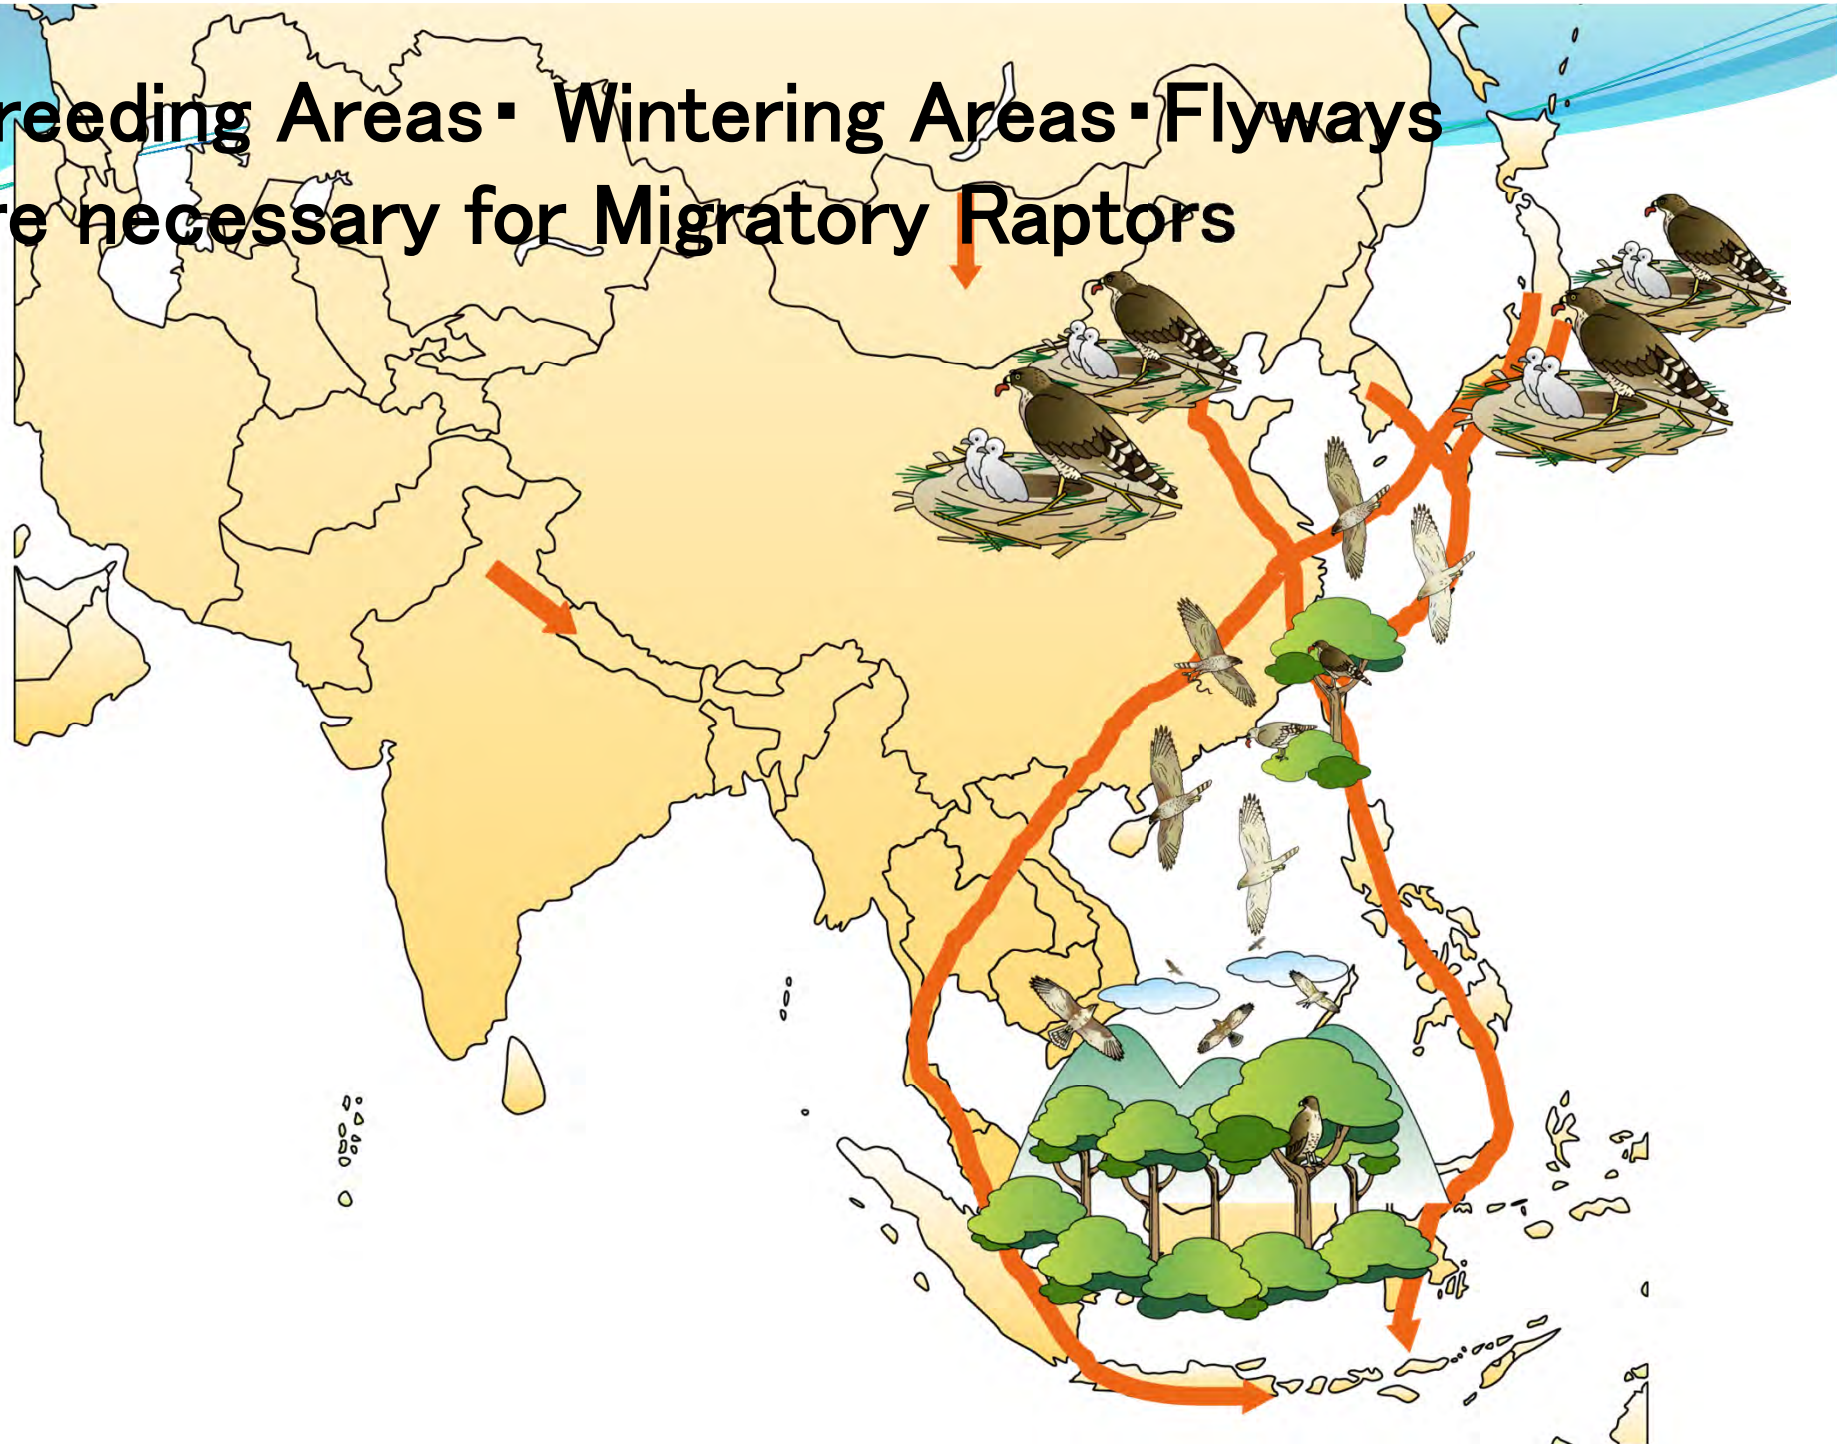 reeding Areas・ Wintering Areas・Flyways
re necessary for Migratory Raptors